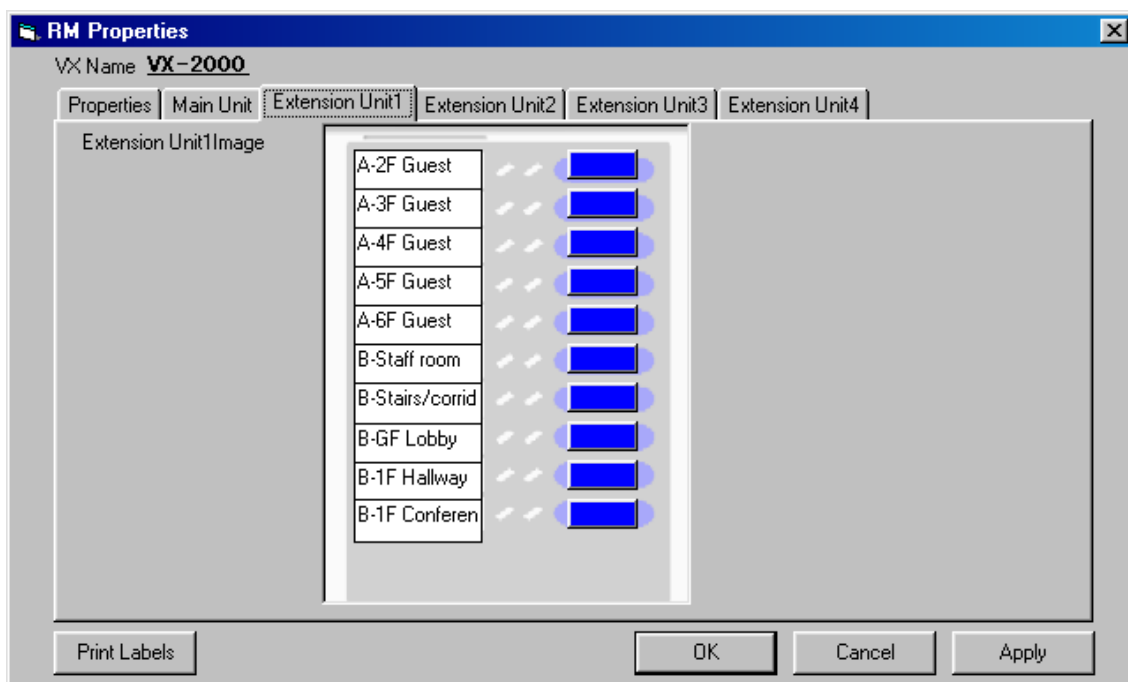 RM Properties
VX Name VX-2000
Properties Main Unit Extension Unit1 Extension Unit2 Extension Unit3 Extension Unit4
Extension Unit1Image
A-2F Guest
A-3F Guest
A-4F Guest
A-5F Guest
A-6F Guest
B-Staff room
B-Stairs/corrid
B-GF Lobby
B-1F Hallway
B-1F Conferen
Print Labels OK Cancel Apply